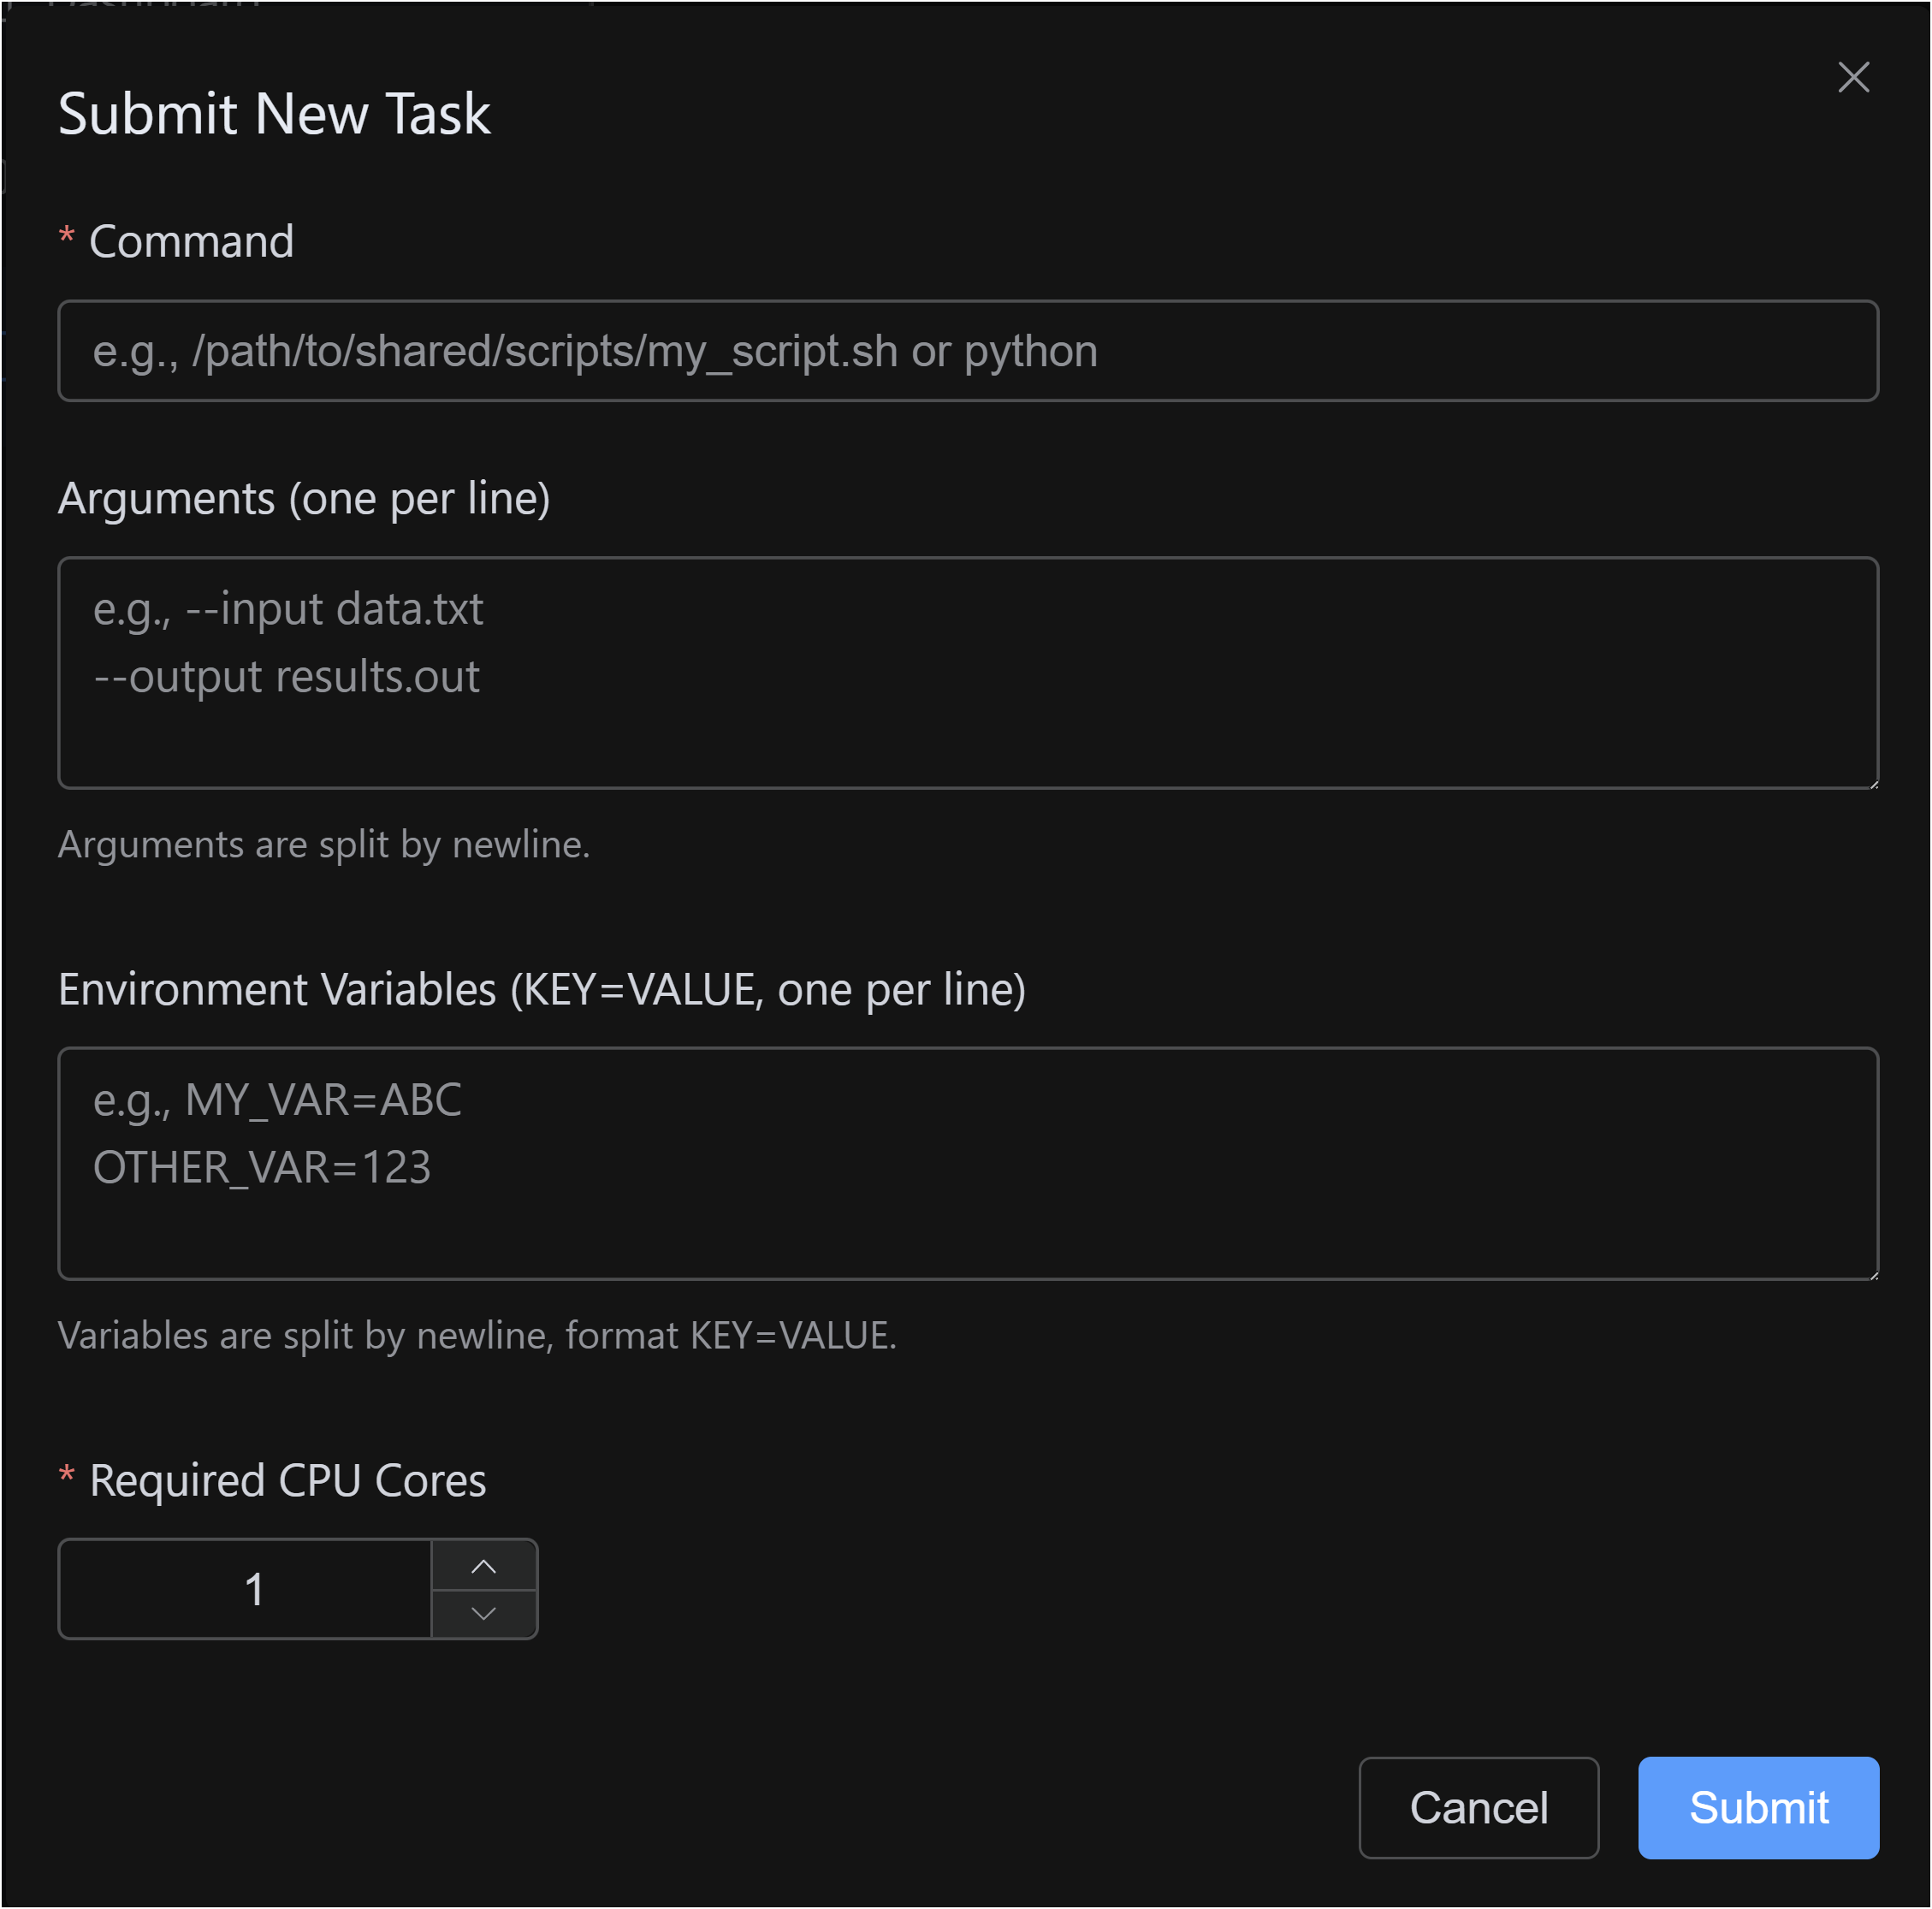 Submit New Task
* Command
e.g., /path/to/shared/scripts/my_script.sh or python
Arguments (one per line)
e.g., --input data.txt
--output results.out
Arguments are split by newline.
Environment Variables (KEY=VALUE, one per line)
e.g., MY_VAR=ABC
OTHER_VAR=123
Variables are split by newline, format KEY=VALUE.
* Required CPU Cores
1
Cancel
Submit